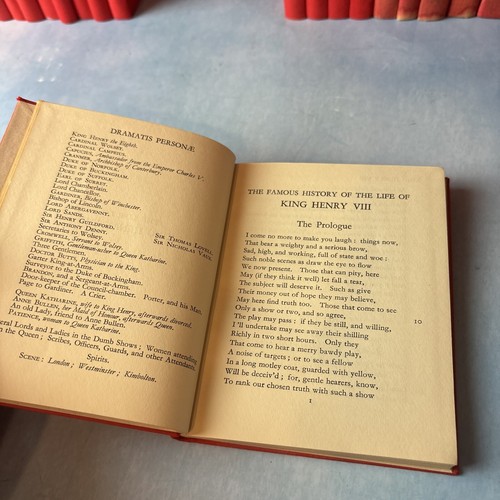 DRAMATIS PERSONÆ
KING HENRY the Eighth.
CARDINAL WOLSEY.
CARDINAL CAMPEIUS.
CAPUCIUS, Ambassador from the Emperor Charles V.
CRANMER, Archbishop of Canterbury.
DUKE OF NORFOLK.
DUKE OF BUCKINGHAM.
DUKE OF SUFFOLK.
EARL OF SURREY.
Lord Chamberlain.
Lord Chancellor.
GARDINER, Bishop of Winchester.
Bishop of Lincoln.
LORD ABERGAVENNY.
LORD SANDS.
SIR HENRY GUILDFORD. SIR THOMAS LOVELL.
SIR ANTHONY DENNY. SIR NICHOLAS VAUX.
Secretaries to Wolsey.
CROMWELL, Servant to Wolsey.
GRIFFITH, Gentleman-usher to Queen Katharine.
Three Gentlemen.
DOCTOR BUTTS, Physician to the King.
Garter King-at-Arms.
Surveyor to the Duke of Buckingham.
BRANDON, and a Sergeant-at-Arms.
Door-keeper of the Council-chamber. Porter, and his Man.
Page to Gardiner. A Crier.
QUEEN KATHARINE, wife to King Henry, afterwards divorced.
ANNE BULLEN, her Maid of Honour, afterwards Queen.
An old Lady, friend to Anne Bullen.
PATIENCE, woman to Queen Katharine.
eral Lords and Ladies in the Dumb Shows; Women attending
the Queen; Scribes, Officers, Guards, and other Attendants.
Spirits.
SCENE: London; Westminster; Kimbolton.
THE FAMOUS HISTORY OF THE LIFE OF
KING HENRY VIII
The Prologue
I come no more to make you laugh: things now,
That bear a weighty and a serious brow,
Sad, high, and working, full of state and woe:
Such noble scenes as draw the eye to flow
We now present. Those that can pity, here
May (if they think it well) let fall a tear,
The subject will deserve it. Such as give
Their money out of hope they may believe,
May here find truth too. Those that come to see
Only a show or two, and so agree, 10
The play may pass: if they be still, and willing,
I'll undertake may see away their shilling
Richly in two short hours. Only they
That come to hear a merry bawdy play,
A noise of targets; or to see a fellow
In a long motley coat, guarded with yellow,
Will be deceiv'd; for, gentle hearers, know,
To rank our chosen truth with such a show
1